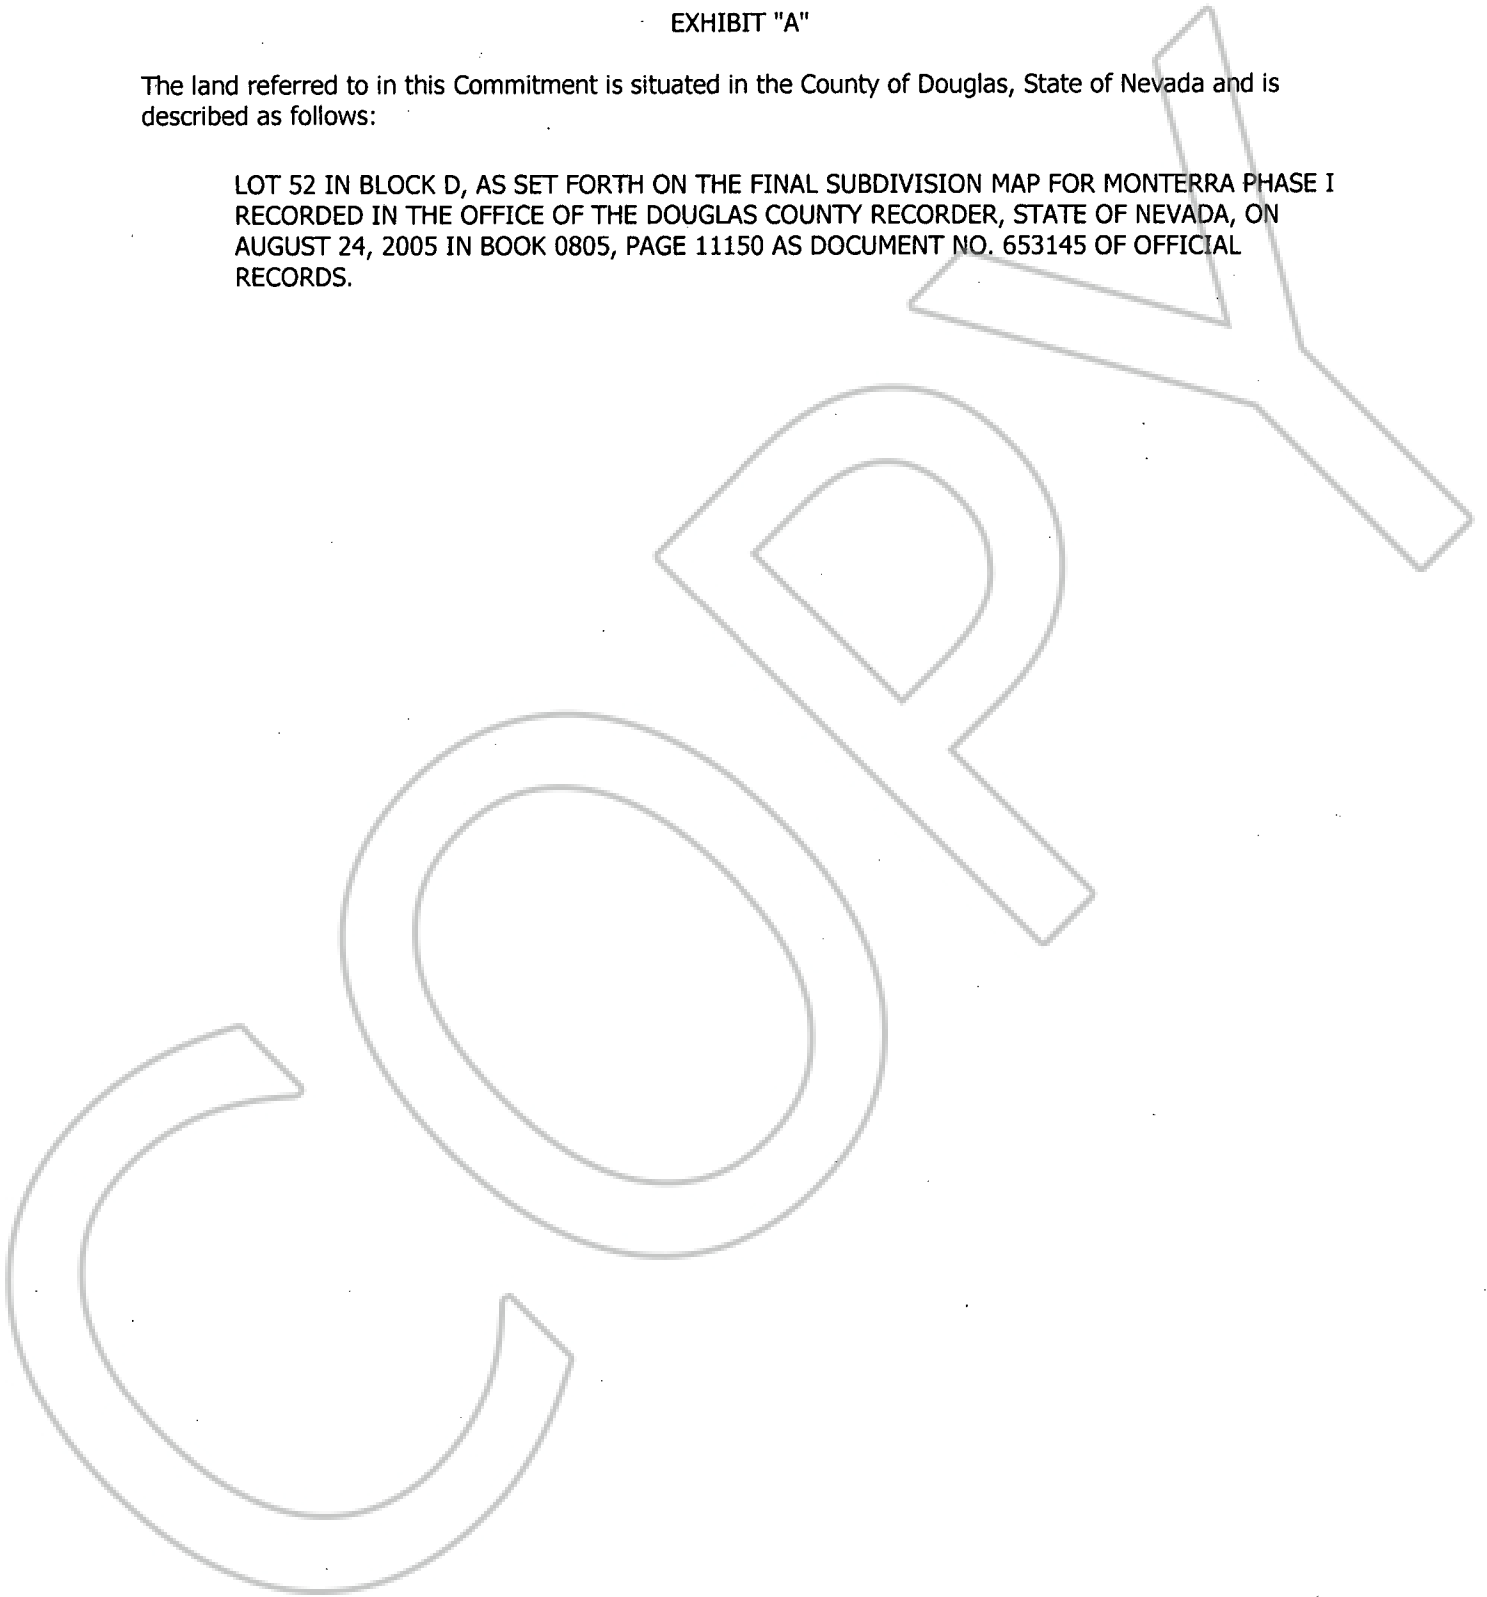 EXHIBIT "A"
The land referred to in this Commitment is situated in the County of Douglas, State of Nevada and is
described as follows:
LOT 52 IN BLOCK D, AS SET FORTH ON THE FINAL SUBDIVISION MAP FOR MONTERRA PHASE I
RECORDED IN THE OFFICE OF THE DOUGLAS COUNTY RECORDER, STATE OF NEVADA, ON
AUGUST 24, 2005 IN BOOK 0805, PAGE 11150 AS DOCUMENT NO. 653145 OF OFFICIAL
RECORDS.
COPY